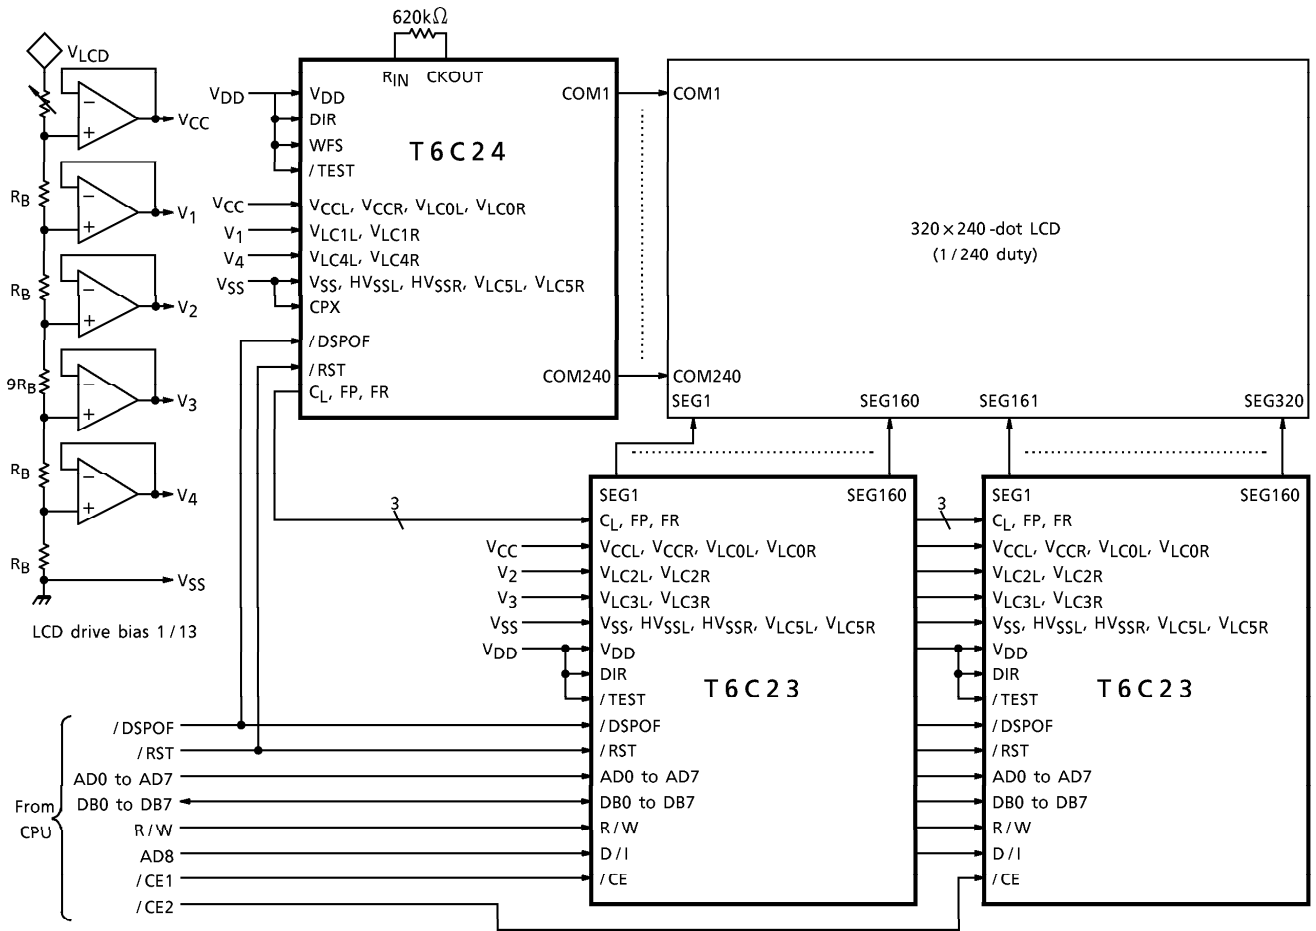 620kΩ
VLCD
RIN CKOUT
VDD
VDD
DIR
WFS
/TEST
T6C24
COM1
COM1
VCC
RB
V1
VCC
VCCL, VCCR, VLC0L, VLC0R
V1
VLC1L, VLC1R
V4
VLC4L, VLC4R
VSS
VSS, HVSSL, HVSSR, VLC5L, VLC5R
CPX
320×240-dot LCD
(1/240 duty)
RB
V2
/DSPOF
/RST
CL, FP, FR
COM240
COM240
9RB
V3
SEG1
SEG160
SEG161
SEG320
RB
V4
RB
VSS
LCD drive bias 1/13
3
3
SEG1
SEG160
CL, FP, FR
VCC
VCCL, VCCR, VLC0L, VLC0R
V2
VLC2L, VLC2R
V3
VLC3L, VLC3R
VSS
VSS, HVSSL, HVSSR, VLC5L, VLC5R
VDD
VDD
DIR
/TEST
T6C23
/DSPOF
/RST
AD0 to AD7
DB0 to DB7
R/W
D/I
/CE
SEG1
SEG160
CL, FP, FR
VCCL, VCCR, VLC0L, VLC0R
VLC2L, VLC2R
VLC3L, VLC3R
VSS, HVSSL, HVSSR, VLC5L, VLC5R
VDD
DIR
/TEST
T6C23
/DSPOF
/RST
AD0 to AD7
DB0 to DB7
R/W
D/I
/CE
From
CPU
/DSPOF
/RST
AD0 to AD7
DB0 to DB7
R/W
AD8
/CE1
/CE2